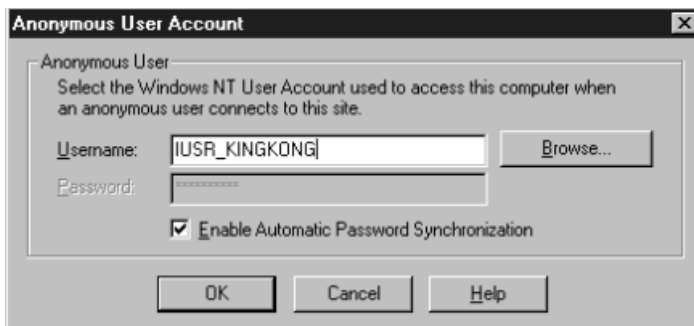 Anonymous User Account
Anonymous User
Select the Windows NT User Account used to access this computer when
an anonymous user connects to this site.
Username: IUSR_KINGKONG Browse...
Password: **********
Enable Automatic Password Synchronization
OK Cancel Help